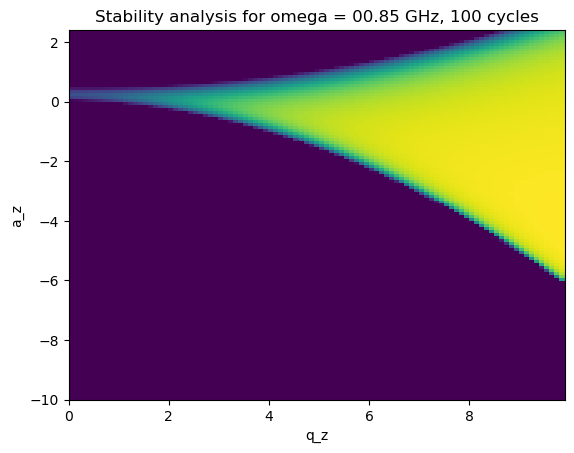 Stability analysis for omega = 00.85 GHz, 100 cycles
2
0
−2
−4
−6
−8
−10
a_z
0 2 4 6 8
q_z